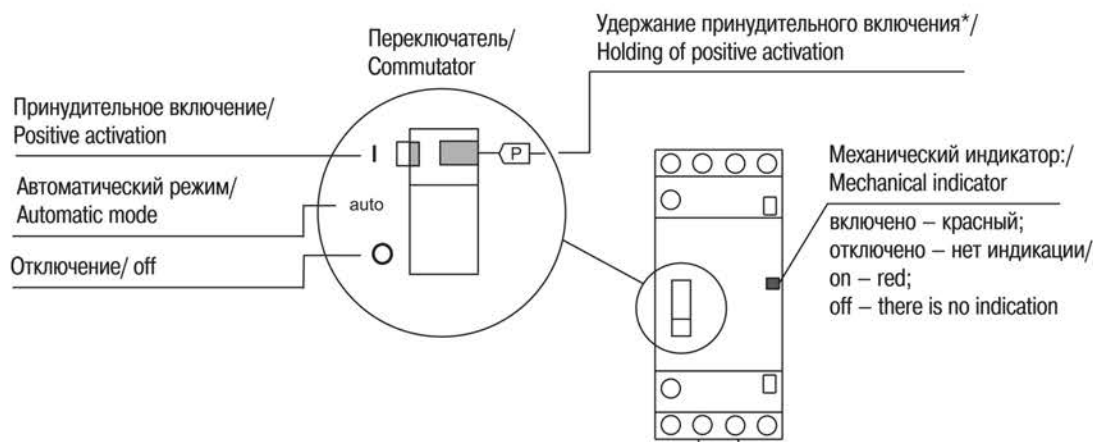 Удержание принудительного включения*/
Holding of positive activation
Переключатель/
Commutator
Принудительное включение/
Positive activation
I
P
Автоматический режим/
Automatic mode
auto
Отключение/ off
O
Механический индикатор:/
Mechanical indicator
включено – красный;
отключено – нет индикации/
on – red;
off – there is no indication